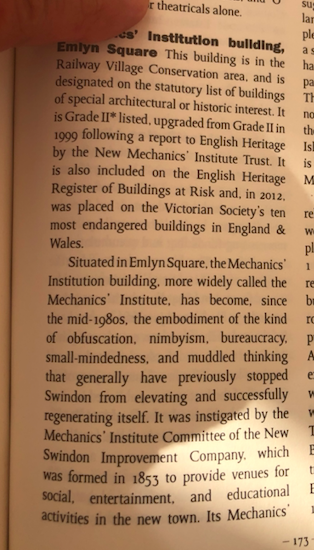 r theatricals alone.
cs' Institution building,
Emlyn Square This building is in the
Railway Village Conservation area, and is
designated on the statutory list of buildings
of special architectural or historic interest. It
is Grade II* listed, upgraded from Grade II in
1999 following a report to English Heritage
by the New Mechanics' Institute Trust. It
is also included on the English Heritage
Register of Buildings at Risk and, in 2012,
was placed on the Victorian Society's ten
most endangered buildings in England &
Wales.
Situated in Emlyn Square, the Mechanics'
Institution building, more widely called the
Mechanics' Institute, has become, since
the mid-1980s, the embodiment of the kind
of obfuscation, nimbyism, bureaucracy,
small-mindedness, and muddled thinking
that generally have previously stopped
Swindon from elevating and successfully
regenerating itself. It was instigated by the
Mechanics' Institute Committee of the New
Swindon Improvement Company, which
was formed in 1853 to provide venues for
social, entertainment, and educational
activities in the new town. Its Mechanics'
– 173